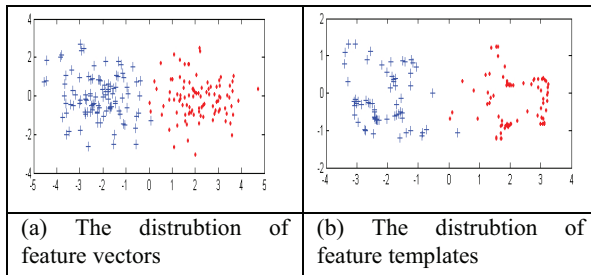 4
2
0
-2
-4
-5 -4 -3 -2 -1 0 1 2 3 4 5
2
1
0
-1
-2
-4 -3 -2 -1 0 1 2 3 4
(a) The distrubtion of
feature vectors
(b) The distrubtion of
feature templates